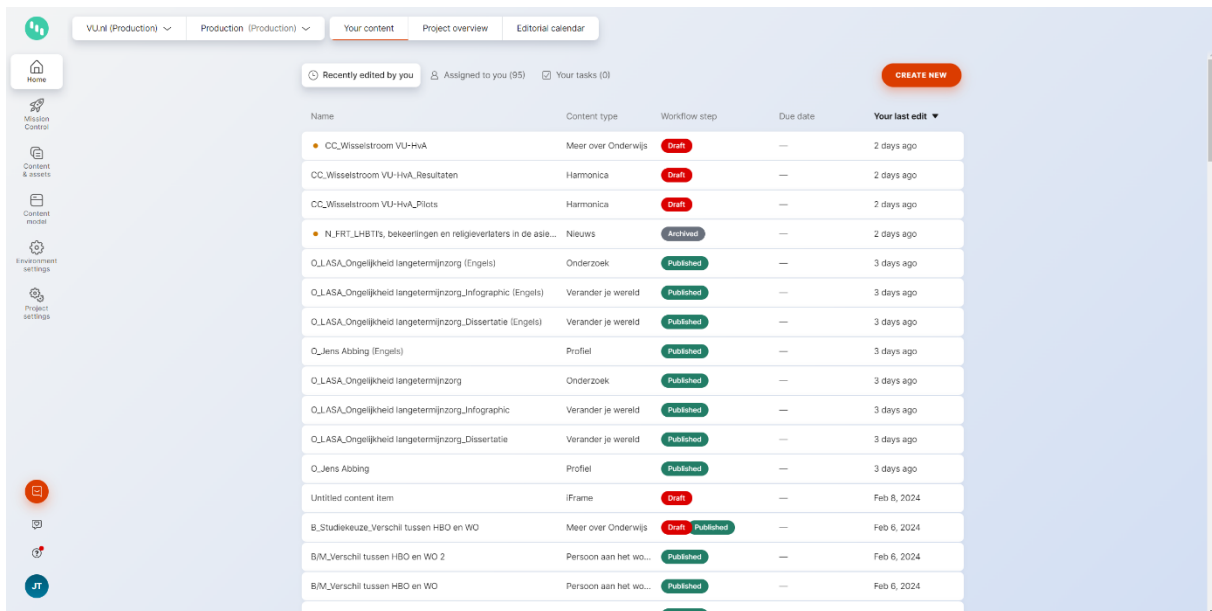 VU.nl (Production) Production (Production) Your content Project overview Editorial calendar
Home
Mission
Control
Content
& assets
Content
model
Environment
settings
Project
settings
JT
Recently edited by you Assigned to you (95) Your tasks (0) CREATE NEW
Name Content type Workflow step Due date Your last edit ▼
CC_Wisselstroom VU-HvA Meer over Onderwijs Draft — 2 days ago
CC_Wisselstroom VU-HvA_Resultaten Harmonica Draft — 2 days ago
CC_Wisselstroom VU-HvA_Pilots Harmonica Draft — 2 days ago
N_FRT_LHBTI's, bekeerlingen en religieverlaters in de asie... Nieuws Archived — 2 days ago
O_LASA_Ongelijkheid langetermijnzorg (Engels) Onderzoek Published — 3 days ago
O_LASA_Ongelijkheid langetermijnzorg_Infographic (Engels) Verander je wereld Published — 3 days ago
O_LASA_Ongelijkheid langetermijnzorg_Dissertatie (Engels) Verander je wereld Published — 3 days ago
O_Jens Abbing (Engels) Profiel Published — 3 days ago
O_LASA_Ongelijkheid langetermijnzorg Onderzoek Published — 3 days ago
O_LASA_Ongelijkheid langetermijnzorg_Infographic Verander je wereld Published — 3 days ago
O_LASA_Ongelijkheid langetermijnzorg_Dissertatie Verander je wereld Published — 3 days ago
O_Jens Abbing Profiel Published — 3 days ago
Untitled content item iFrame Draft — Feb 8, 2024
B_Studiekeuze_Verschil tussen HBO en WO Meer over Onderwijs Draft Published — Feb 6, 2024
B/M_Verschil tussen HBO en WO 2 Persoon aan het wo... Published — Feb 6, 2024
B/M_Verschil tussen HBO en WO Persoon aan het wo... Published — Feb 6, 2024